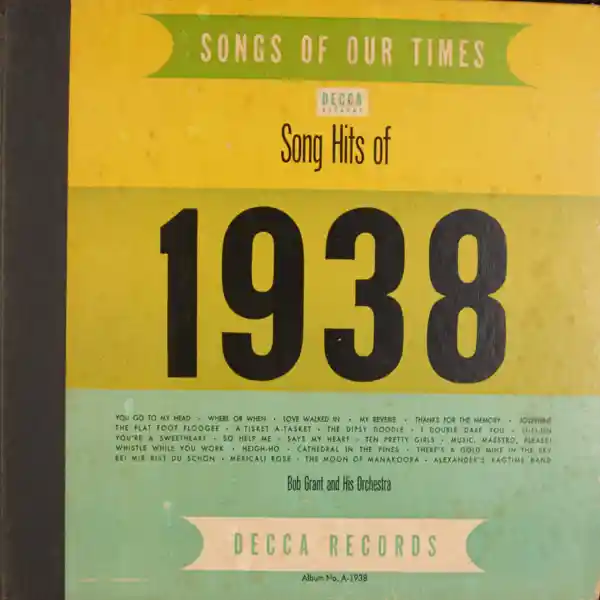 SONGS OF OUR TIMES
DECCA
RECORDS
Song Hits of
1938
YOU GO TO MY HEAD • WHERE OR WHEN • LOVE WALKED IN • MY REVERIE • THANKS FOR THE MEMORY • JOSEPHINE
THE FLAT FOOT FLOOGEE • A-TISKET A-TASKET • THE DIPSY DOODLE • I DOUBLE DARE YOU •
YOU'RE A SWEETHEART • SO HELP ME • SAYS MY HEART • TEN PRETTY GIRLS • MUSIC, MAESTRO, PLEASE!
WHISTLE WHILE YOU WORK • HEIGH-HO • CATHEDRAL IN THE PINES • THERE'S A GOLD MINE IN THE SKY
BEI MIR BIST DU SCHON • MEXICALI ROSE • THE MOON OF MANAKOORA • ALEXANDER'S RAGTIME BAND
Bob Grant and His Orchestra
DECCA RECORDS
Album No. A-1938